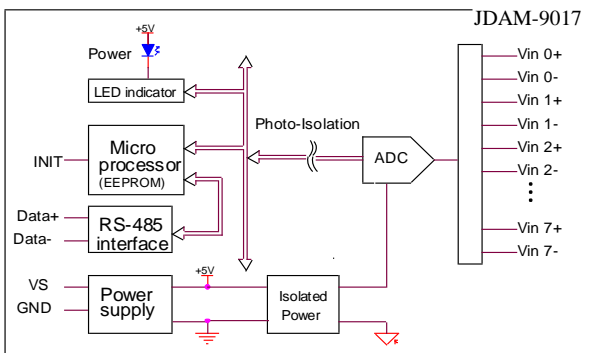 JDAM-9017
+5V
Power
LED indicator
Photo-Isolation
Micro
processor
(EEPROM)
INIT
ADC
Vin 0+
Vin 0-
Vin 1+
Vin 1-
Vin 2+
Vin 2-
Vin 7+
Vin 7-
Data+
Data-
RS-485
interface
VS
GND
Power
supply
+5V
Isolated
Power